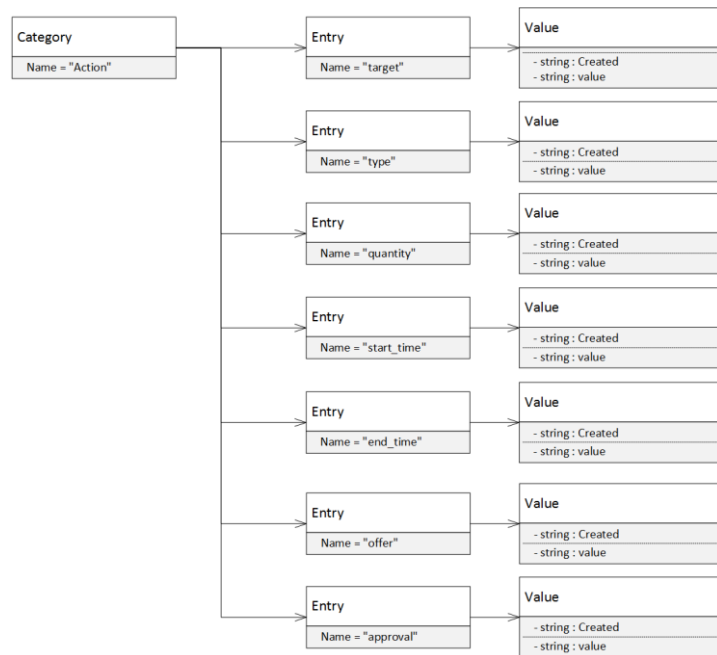 Category
Name = "Action"
Entry
Name = "target"
Value
- string : Created
- string : value
Entry
Name = "type"
Value
- string : Created
- string : value
Entry
Name = "quantity"
Value
- string : Created
- string : value
Entry
Name = "start_time"
Value
- string : Created
- string : value
Entry
Name = "end_time"
Value
- string : Created
- string : value
Entry
Name = "offer"
Value
- string : Created
- string : value
Entry
Name = "approval"
Value
- string : Created
- string : value